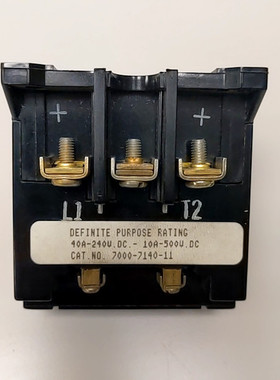 + +
L1 T2
DEFINITE PURPOSE RATING
40A-240V.DC.- 10A-500V.DC
CAT.NO. 7000-7140-11